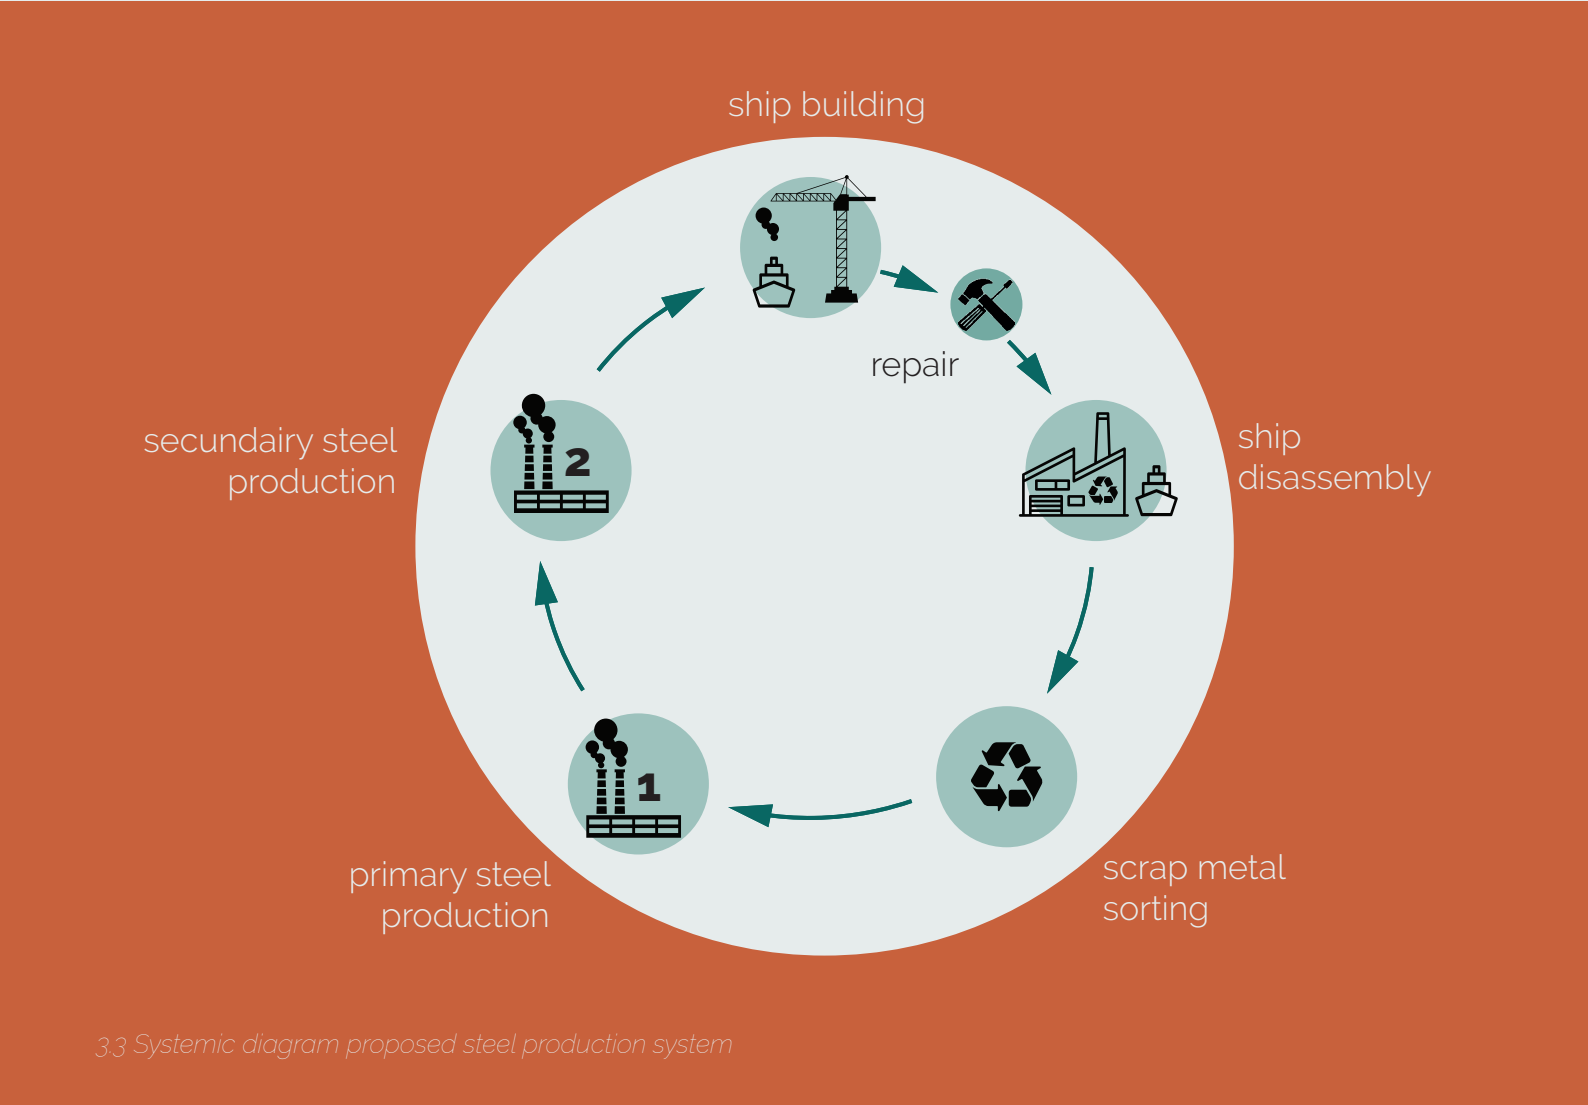 ship building
repair
secundairy steel
production
2
ship
disassembly
1
primary steel
production
scrap metal
sorting
3.3 Systemic diagram proposed steel production system